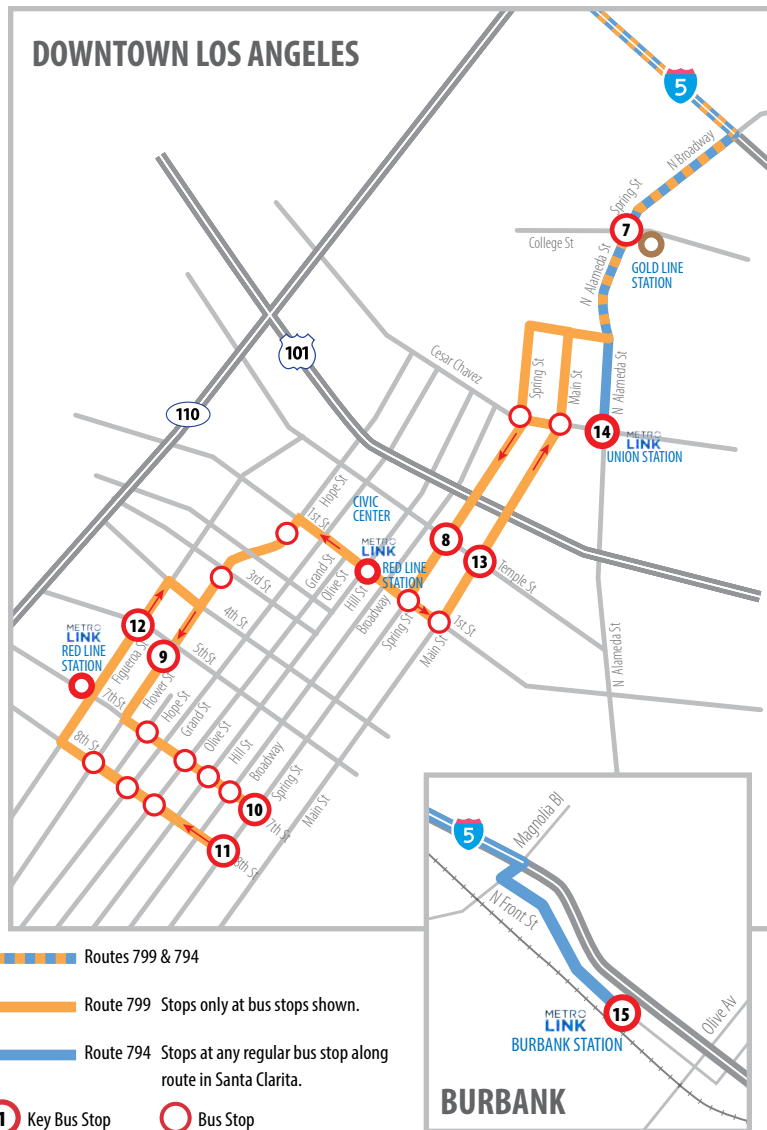 DOWNTOWN LOS ANGELES
5
N Broadway
Spring St
7
College St
GOLD LINE
STATION
N Alameda St
Cesar Chavez
Spring St
Main St
N Alameda St
101
110
14
METRO
LINK
UNION STATION
Hope St
1st St
CIVIC
CENTER
METRO
LINK
RED LINE
STATION
8
13
Temple St
Grand St
Olive St
Hill St
Broadway
Spring St
Main St
1st St
3rd St
4th St
5thSt
12
9
METRO
LINK
RED LINE
STATION
Figueroa St
Flower St
7th St
Hope St
Grand St
Olive St
Hill St
Broadway
Spring St
Main St
8th St
10
7th St
11
8th St
N Alameda St
5
Magnolia Bl
N Front St
15
METRO
LINK
BURBANK STATION
Olive Av
BURBANK
Routes 799 & 794
Route 799 Stops only at bus stops shown.
Route 794 Stops at any regular bus stop along
route in Santa Clarita.
1 Key Bus Stop
Bus Stop